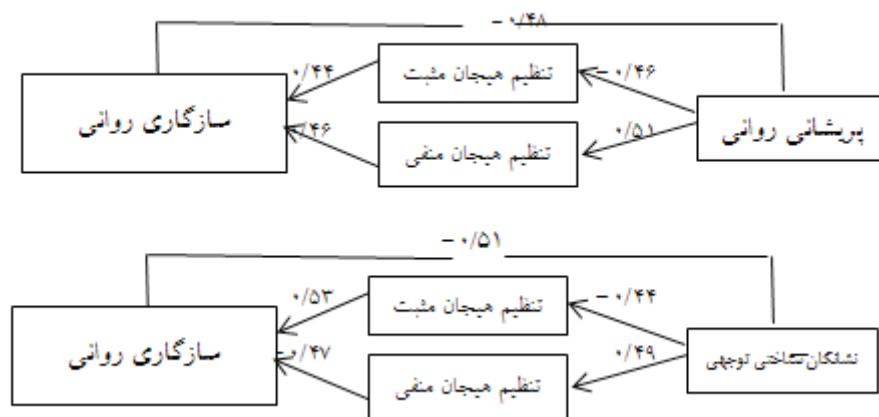 - ۰/۴۸
تنظیم هیجان مثبت
۰/۴۴
-۰/۴۶
سازگاری روانی
پریشانی روانی
تنظیم هیجان منفی
/۴۶
۰/۵۱
- ۰/۵۱
تنظیم هیجان مثبت
۰/۵۳
-۰/۴۴
سازگاری روانی
نشانگان شناختی توجهی
تنظیم هیجان منفی
-۰/۴۷
۰/۴۹